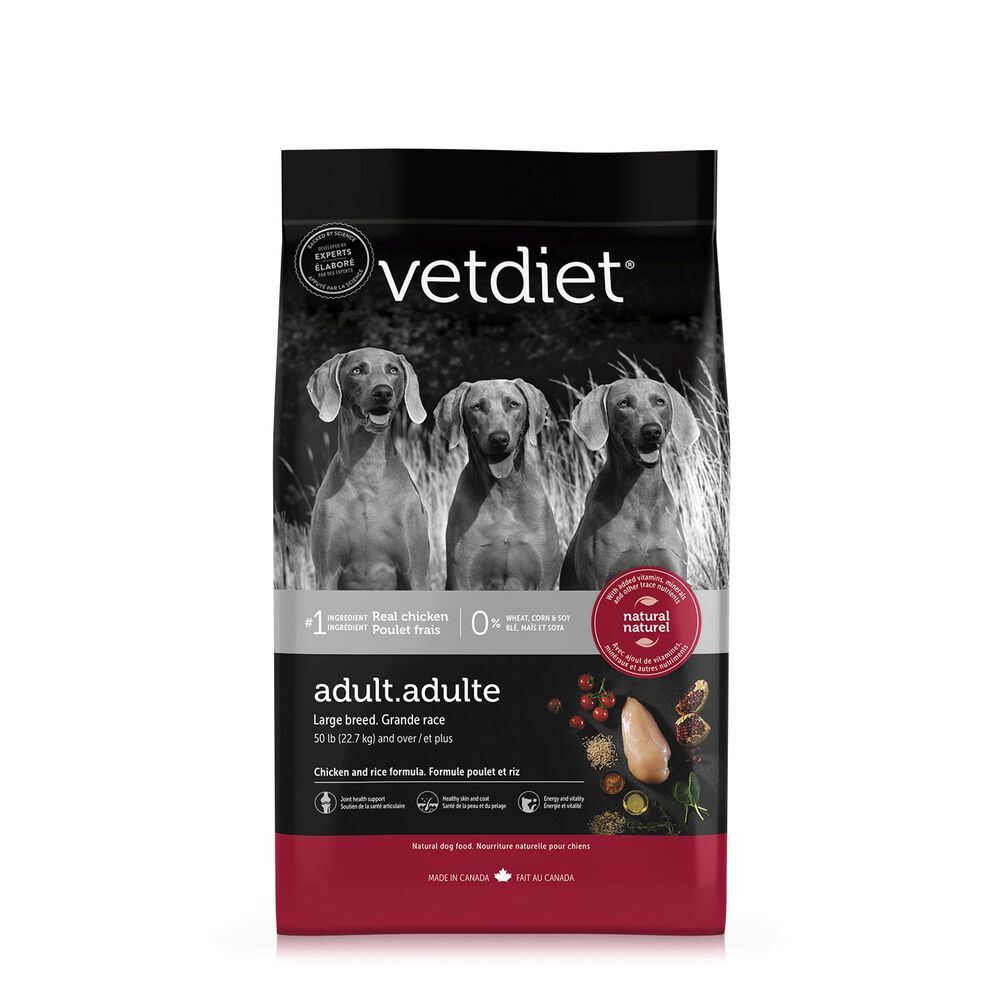 BACKED BY SCIENCE
DEVELOPED BY
EXPERTS
ÉLABORÉ
PAR DES EXPERTS
APPUYÉ PAR LA SCIENCE
vetdiet®
#1 INGREDIENT Real chicken
INGRÉDIENT Poulet frais
0% WHEAT, CORN & SOY
BLÉ, MAÏS ET SOYA
With added vitamins, minerals
and other trace nutrients
natural
naturel
Avec ajout de vitamines,
minéraux et autres nutriments
adult.adulte
Large breed. Grande race
50 lb (22.7 kg) and over / et plus
Chicken and rice formula. Formule poulet et riz
Joint health support
Soutien de la santé articulaire
Healthy skin and coat
Santé de la peau et du pelage
Energy and vitality
Énergie et vitalité
Natural dog food. Nourriture naturelle pour chiens
MADE IN CANADA FAIT AU CANADA